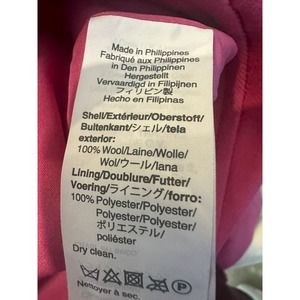 Made in Philippines
Fabriqué aux Philippines
in Den Philippinen
Hergestellt
Vervaardigd in Filipijnen
フィリピン製
Hecho en Filipinas
Shell/Extérieur/Oberstoff/
Buitenkant/シェル/tela
exterior:
100% Wool/Laine/Wolle/
Wol/ウール/lana
Lining/Doublure/Futter/
Voering/ライニング/forro:
100% Polyester/Polyester/
Polyester/Polyester/
ポリエステル/
poliéster
Dry clean.
P
Nettoyer à sec.